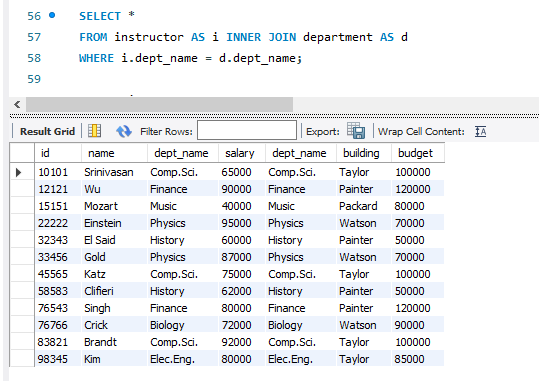 56 SELECT *
57 FROM instructor AS i INNER JOIN department AS d
58 WHERE i.dept_name = d.dept_name;
59
Result Grid Filter Rows: Export: Wrap Cell Content:
id name dept_name salary dept_name building budget
10101 Srinivasan Comp.Sci. 65000 Comp.Sci. Taylor 100000
12121 Wu Finance 90000 Finance Painter 120000
15151 Mozart Music 40000 Music Packard 80000
22222 Einstein Physics 95000 Physics Watson 70000
32343 El Said History 60000 History Painter 50000
33456 Gold Physics 87000 Physics Watson 70000
45565 Katz Comp.Sci. 75000 Comp.Sci. Taylor 100000
58583 Clifieri History 62000 History Painter 50000
76543 Singh Finance 80000 Finance Painter 120000
76766 Crick Biology 72000 Biology Watson 90000
83821 Brandt Comp.Sci. 92000 Comp.Sci. Taylor 100000
98345 Kim Elec.Eng. 80000 Elec.Eng. Taylor 85000